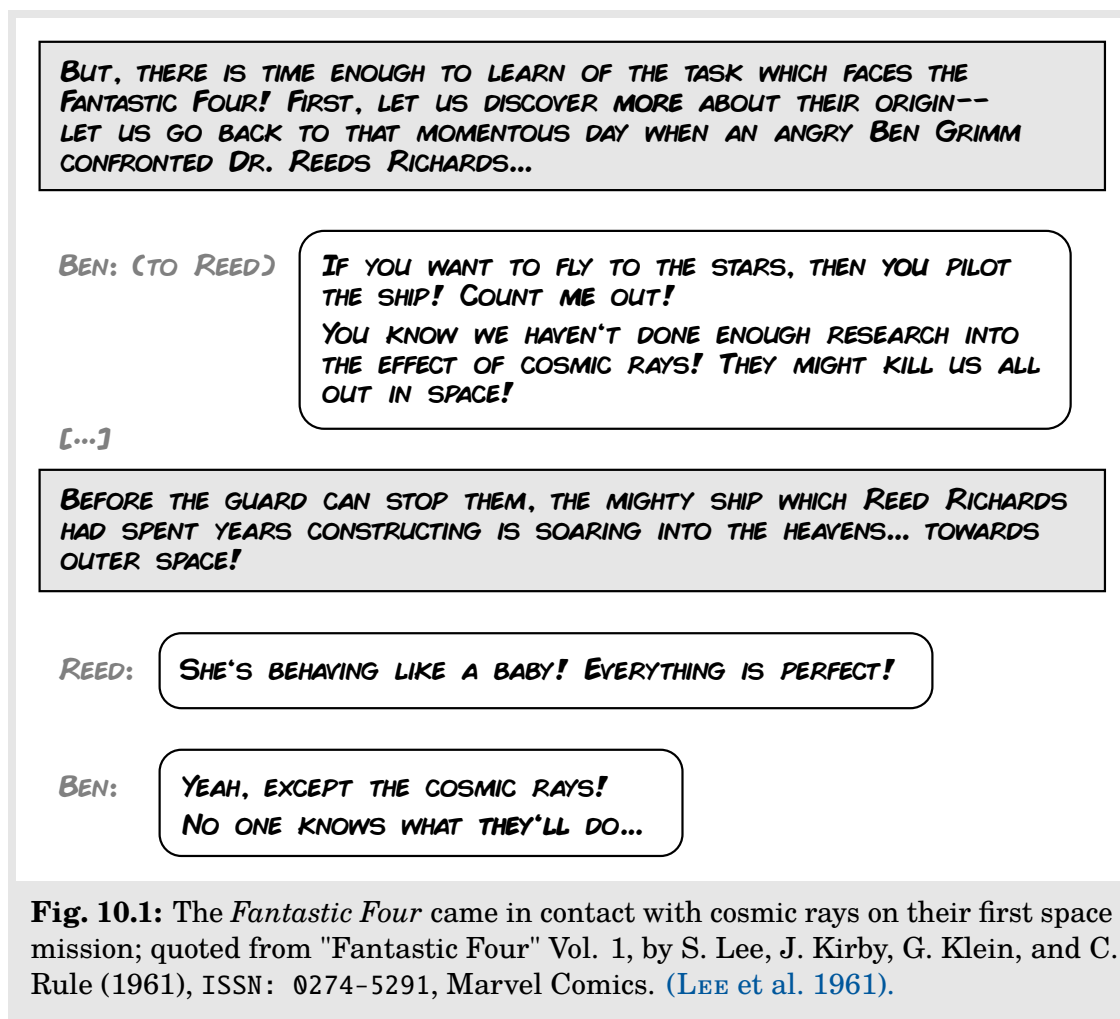 But, there is time enough to learn of the task which faces the
Fantastic Four! First, let us discover more about their origin--
let us go back to that momentous day when an angry Ben Grimm
confronted Dr. Reeds Richards...
Ben: (to Reed)
If you want to fly to the stars, then you pilot
the ship! Count me out!
You know we haven‘t done enough research into
the effect of cosmic rays! They might kill us all
out in space!
[...]
Before the guard can stop them, the mighty ship which Reed Richards
had spent years constructing is soaring into the heavens... towards
outer space!
Reed:
She‘s behaving like a baby! Everything is perfect!
Ben:
Yeah, except the cosmic rays!
No one knows what they‘ll do...
Fig. 10.1: The Fantastic Four came in contact with cosmic rays on their first space
mission; quoted from "Fantastic Four" Vol. 1, by S. Lee, J. Kirby, G. Klein, and C.
Rule (1961), ISSN: 0274-5291, Marvel Comics. (Lee et al. 1961).